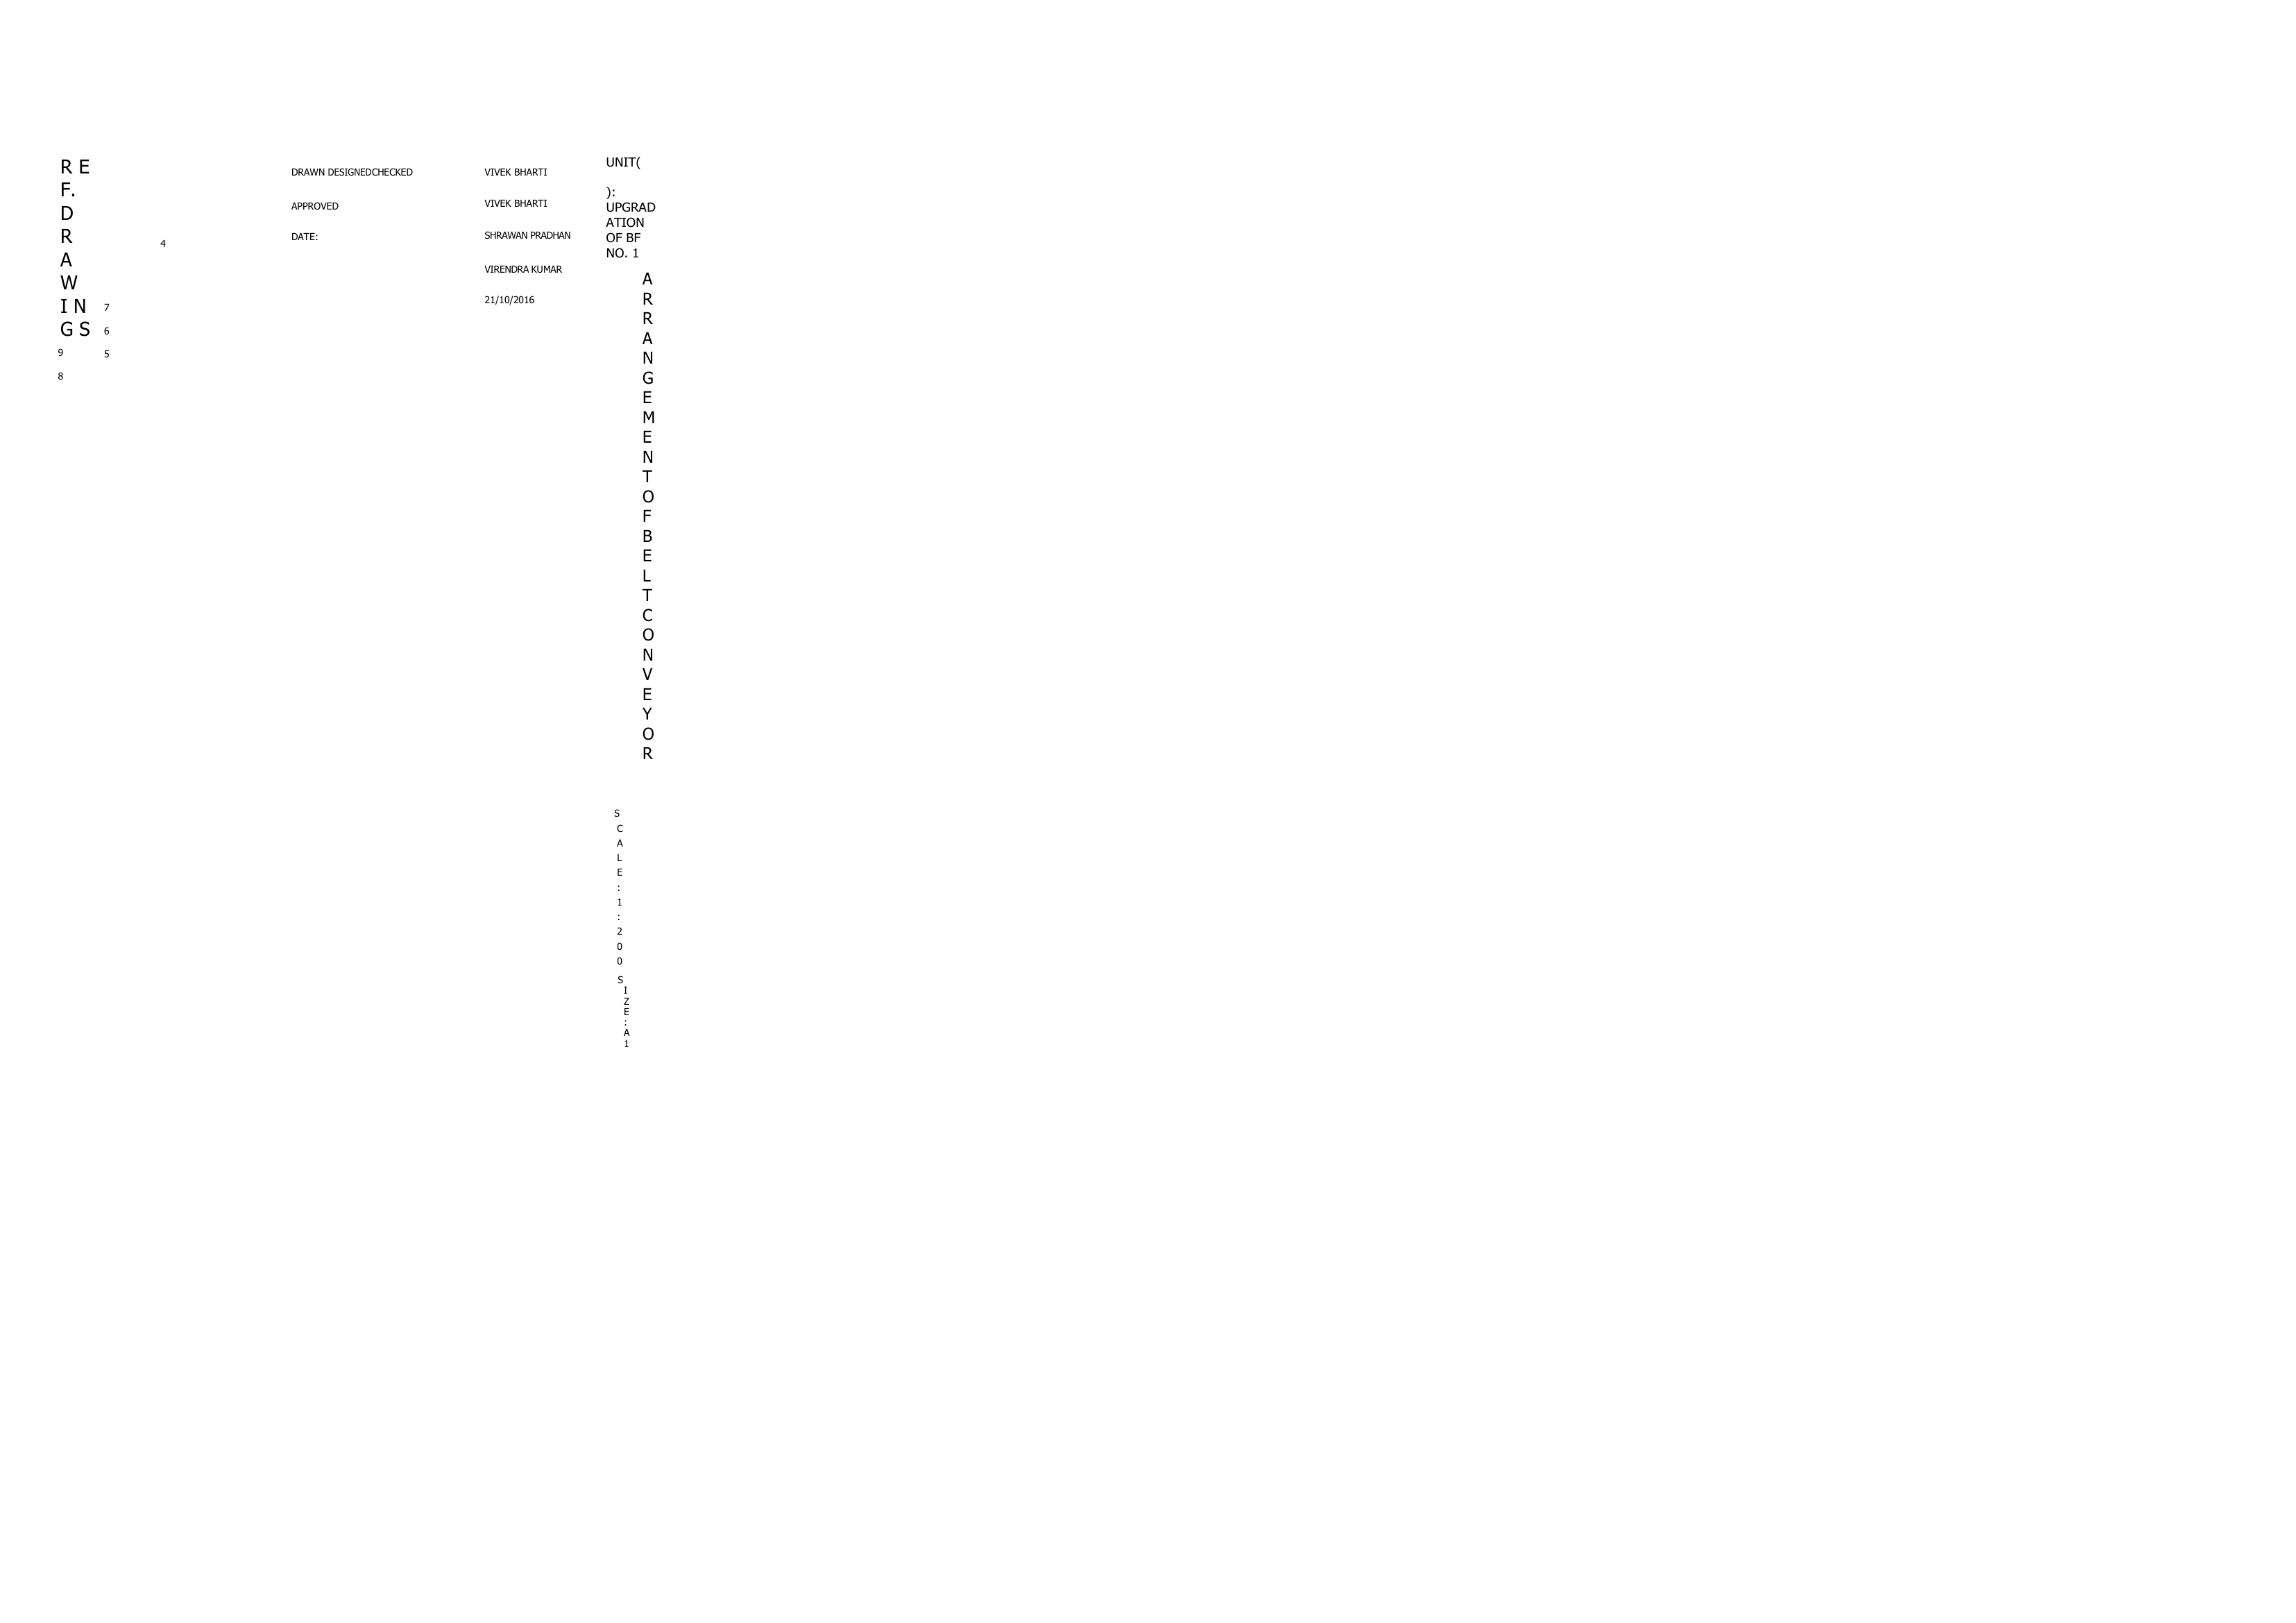 R E
F.
D
R
A
W
I N
G S
9
8
7
6
5
4
DRAWN DESIGNEDCHECKED
APPROVED
DATE:
VIVEK BHARTI
VIVEK BHARTI
SHRAWAN PRADHAN
VIRENDRA KUMAR
21/10/2016
UNIT(
):
UPGRAD
ATION
OF BF
NO. 1
A
R
R
A
N
G
E
M
E
N
T
O
F
B
E
L
T
C
O
N
V
E
Y
O
R
S
C
A
L
E
:
1
:
2
0
0
S
I
Z
E
:
A
1